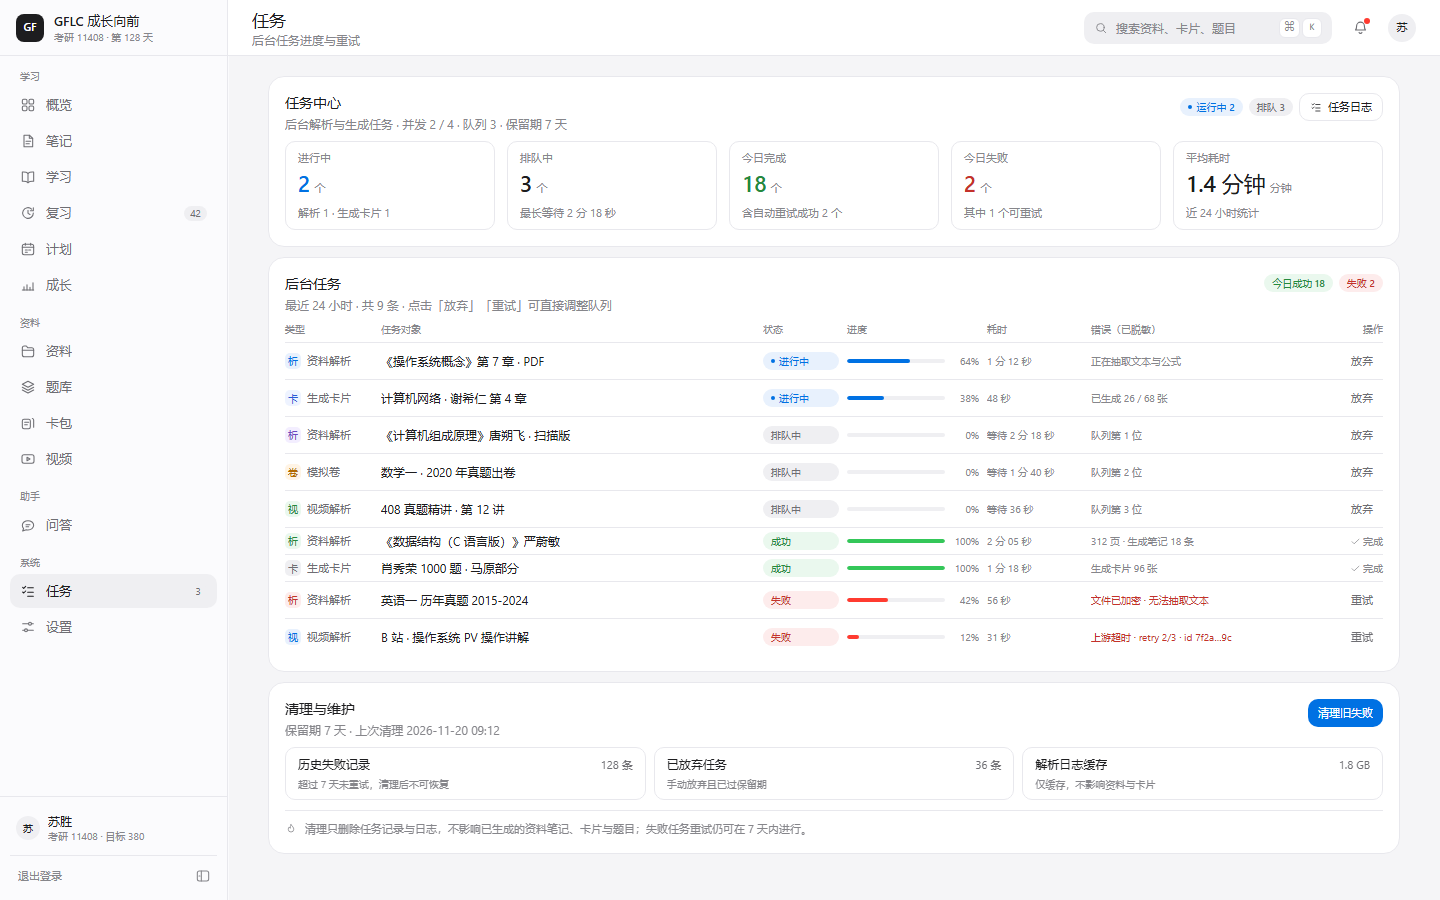 GF
GFLC 成长向前
考研 11408 · 第 128 天
学习
概览
笔记
学习
复习 42
计划
成长
资料
资料
题库
卡包
视频
助手
问答
系统
任务 3
设置
苏 苏胜
考研 11408 · 目标 380
退出登录
任务
后台任务进度与重试
搜索资料、卡片、题目 ⌘ K
苏
任务中心
后台解析与生成任务 · 并发 2 / 4 · 队列 3 · 保留期 7 天
运行中 2 排队 3 任务日志
进行中
2 个
解析 1 · 生成卡片 1
排队中
3 个
最长等待 2 分 18 秒
今日完成
18 个
含自动重试成功 2 个
今日失败
2 个
其中 1 个可重试
平均耗时
1.4 分钟 分钟
近 24 小时统计
后台任务
最近 24 小时 · 共 9 条 · 点击「放弃」「重试」可直接调整队列
今日成功 18 失败 2
类型 任务对象 状态 进度 耗时 错误（已脱敏） 操作
析 资料解析 《操作系统概念》第 7 章 · PDF 进行中 64% 1 分 12 秒 正在抽取文本与公式 放弃
卡 生成卡片 计算机网络 · 谢希仁 第 4 章 进行中 38% 48 秒 已生成 26 / 68 张 放弃
析 资料解析 《计算机组成原理》唐朔飞 · 扫描版 排队中 0% 等待 2 分 18 秒 队列第 1 位 放弃
卷 模拟卷 数学一 · 2020 年真题出卷 排队中 0% 等待 1 分 40 秒 队列第 2 位 放弃
视 视频解析 408 真题精讲 · 第 12 讲 排队中 0% 等待 36 秒 队列第 3 位 放弃
析 资料解析 《数据结构（C 语言版）》严蔚敏 成功 100% 2 分 05 秒 312 页 · 生成笔记 18 条 完成
卡 生成卡片 肖秀荣 1000 题 · 马原部分 成功 100% 1 分 18 秒 生成卡片 96 张 完成
析 资料解析 英语一 历年真题 2015-2024 失败 42% 56 秒 文件已加密 · 无法抽取文本 重试
视 视频解析 B 站 · 操作系统 PV 操作讲解 失败 12% 31 秒 上游超时 · retry 2/3 · id 7f2a…9c 重试
清理与维护
保留期 7 天 · 上次清理 2026-11-20 09:12
清理旧失败
历史失败记录 128 条
超过 7 天未重试，清理后不可恢复
已放弃任务 36 条
手动放弃且已过保留期
解析日志缓存 1.8 GB
仅缓存，不影响资料与卡片
清理只删除任务记录与日志，不影响已生成的资料笔记、卡片与题目；失败任务重试仍可在 7 天内进行。